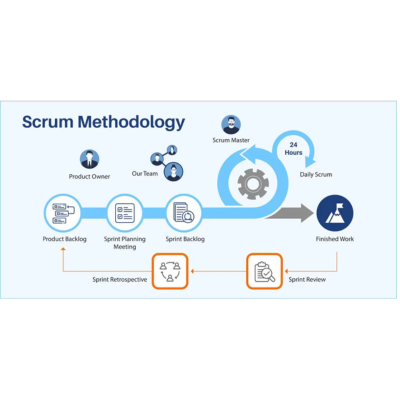 Scrum Methodology
Scrum Master
24
Hours
Product Owner
Our Team
Daily Scrum
Product Backlog
Sprint Planning
Meeting
Sprint Backlog
Finished Work
Sprint Retrospective
Sprint Review